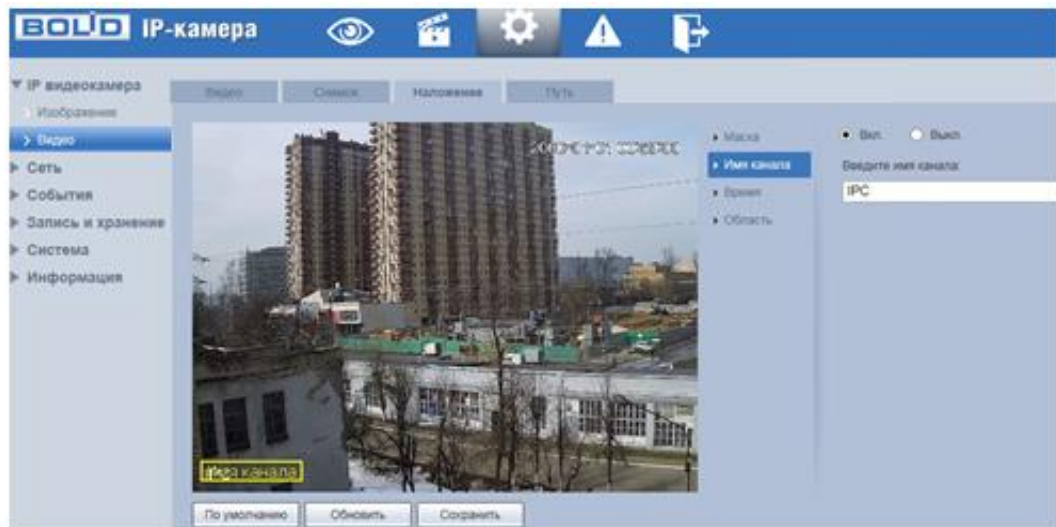 BOLID IP-камера
IP видеокамера
Изображение
Видео
Сеть
События
Запись и хранение
Система
Информация
Видео Снимок Наложение Путь
Маска
Имя канала
Время
Область
Вкл. Выкл
Введите имя канала:
IPC
канала
По умолчанию Обновить Сохранить